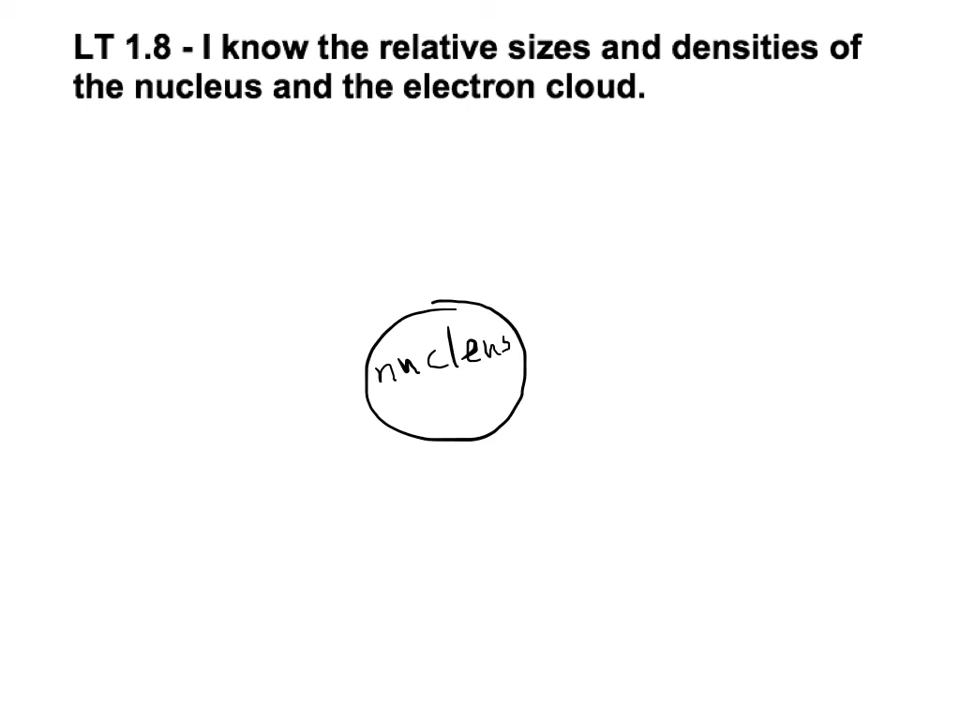 LT 1.8 - I know the relative sizes and densities of
the nucleus and the electron cloud.
nucleus